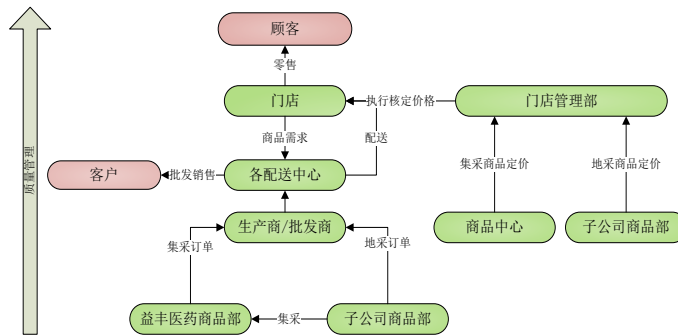 顾客
零售
门店
执行核定价格
门店管理部
商品需求
配送
质量管理
客户
批发销售
各配送中心
集采商品定价
地采商品定价
生产商/批发商
商品中心
子公司商品部
集采订单
地采订单
益丰医药商品部
集采
子公司商品部